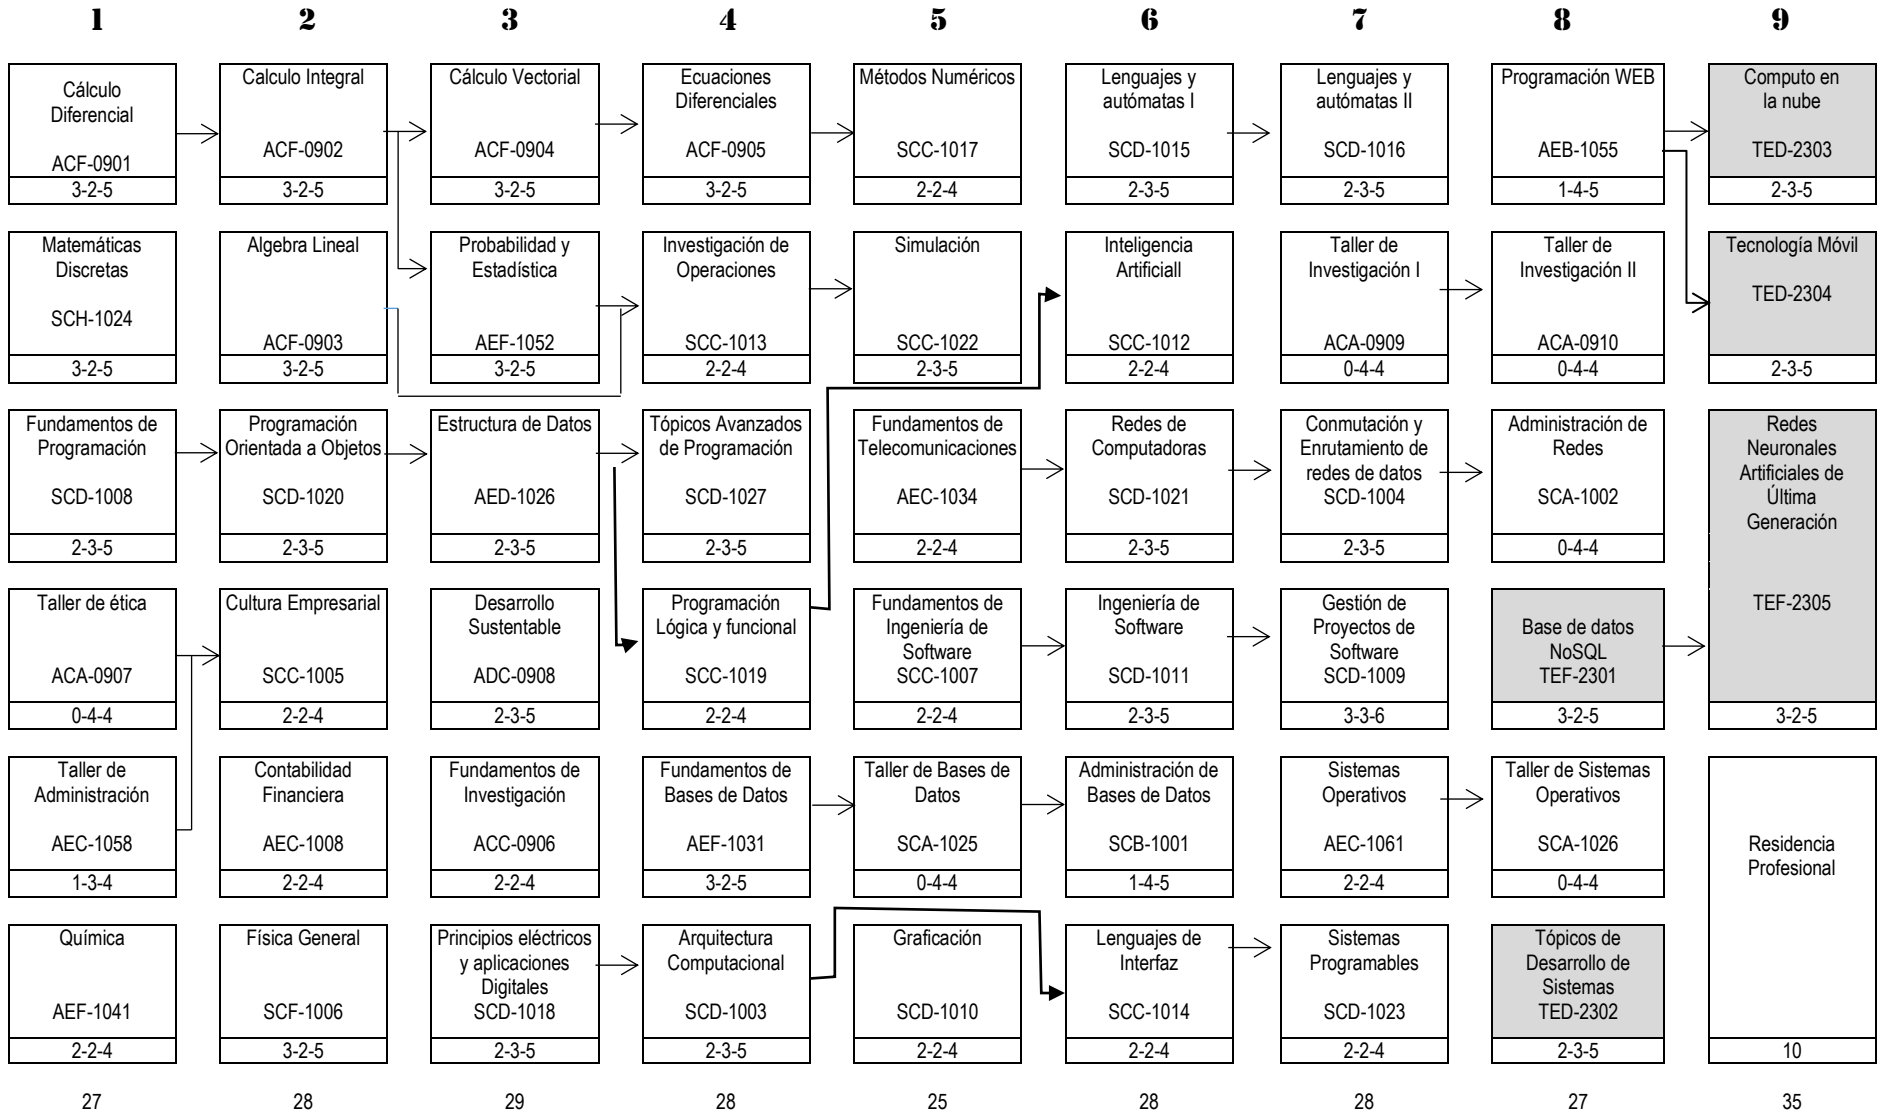 1 2 3 4 5 6 7 8 9
Cálculo
Diferencial
ACF-0901
3-2-5
Calculo Integral
ACF-0902
3-2-5
Cálculo Vectorial
ACF-0904
3-2-5
Ecuaciones
Diferenciales
ACF-0905
3-2-5
Métodos Numéricos
SCC-1017
2-2-4
Lenguajes y
autómatas I
SCD-1015
2-3-5
Lenguajes y
autómatas II
SCD-1016
2-3-5
Programación WEB
AEB-1055
1-4-5
Computo en
la nube
TED-2303
2-3-5
Matemáticas
Discretas
SCH-1024
3-2-5
Algebra Lineal
ACF-0903
3-2-5
Probabilidad y
Estadística
AEF-1052
3-2-5
Investigación de
Operaciones
SCC-1013
2-2-4
Simulación
SCC-1022
2-3-5
Inteligencia
Artificiall
SCC-1012
2-2-4
Taller de
Investigación I
ACA-0909
0-4-4
Taller de
Investigación II
ACA-0910
0-4-4
Tecnología Móvil
TED-2304
2-3-5
Fundamentos de
Programación
SCD-1008
2-3-5
Programación
Orientada a Objetos
SCD-1020
2-3-5
Estructura de Datos
AED-1026
2-3-5
Tópicos Avanzados
de Programación
SCD-1027
2-3-5
Fundamentos de
Telecomunicaciones
AEC-1034
2-2-4
Redes de
Computadoras
SCD-1021
2-3-5
Conmutación y
Enrutamiento de
redes de datos
SCD-1004
2-3-5
Administración de
Redes
SCA-1002
0-4-4
Redes
Neuronales
Artificiales de
Última
Generación
TEF-2305
3-2-5
Taller de ética
ACA-0907
0-4-4
Cultura Empresarial
SCC-1005
2-2-4
Desarrollo
Sustentable
ADC-0908
2-3-5
Programación
Lógica y funcional
SCC-1019
2-2-4
Fundamentos de
Ingeniería de
Software
SCC-1007
2-2-4
Ingeniería de
Software
SCD-1011
2-3-5
Gestión de
Proyectos de
Software
SCD-1009
3-3-6
Base de datos
NoSQL
TEF-2301
3-2-5
Taller de
Administración
AEC-1058
1-3-4
Contabilidad
Financiera
AEC-1008
2-2-4
Fundamentos de
Investigación
ACC-0906
2-2-4
Fundamentos de
Bases de Datos
AEF-1031
3-2-5
Taller de Bases de
Datos
SCA-1025
0-4-4
Administración de
Bases de Datos
SCB-1001
1-4-5
Sistemas
Operativos
AEC-1061
2-2-4
Taller de Sistemas
Operativos
SCA-1026
0-4-4
Residencia
Profesional
10
Química
AEF-1041
2-2-4
Física General
SCF-1006
3-2-5
Principios eléctricos
y aplicaciones
Digitales
SCD-1018
2-3-5
Arquitectura
Computacional
SCD-1003
2-3-5
Graficación
SCD-1010
2-2-4
Lenguajes de
Interfaz
SCC-1014
2-2-4
Sistemas
Programables
SCD-1023
2-2-4
Tópicos de
Desarrollo de
Sistemas
TED-2302
2-3-5
27 28 29 28 25 28 28 27 35